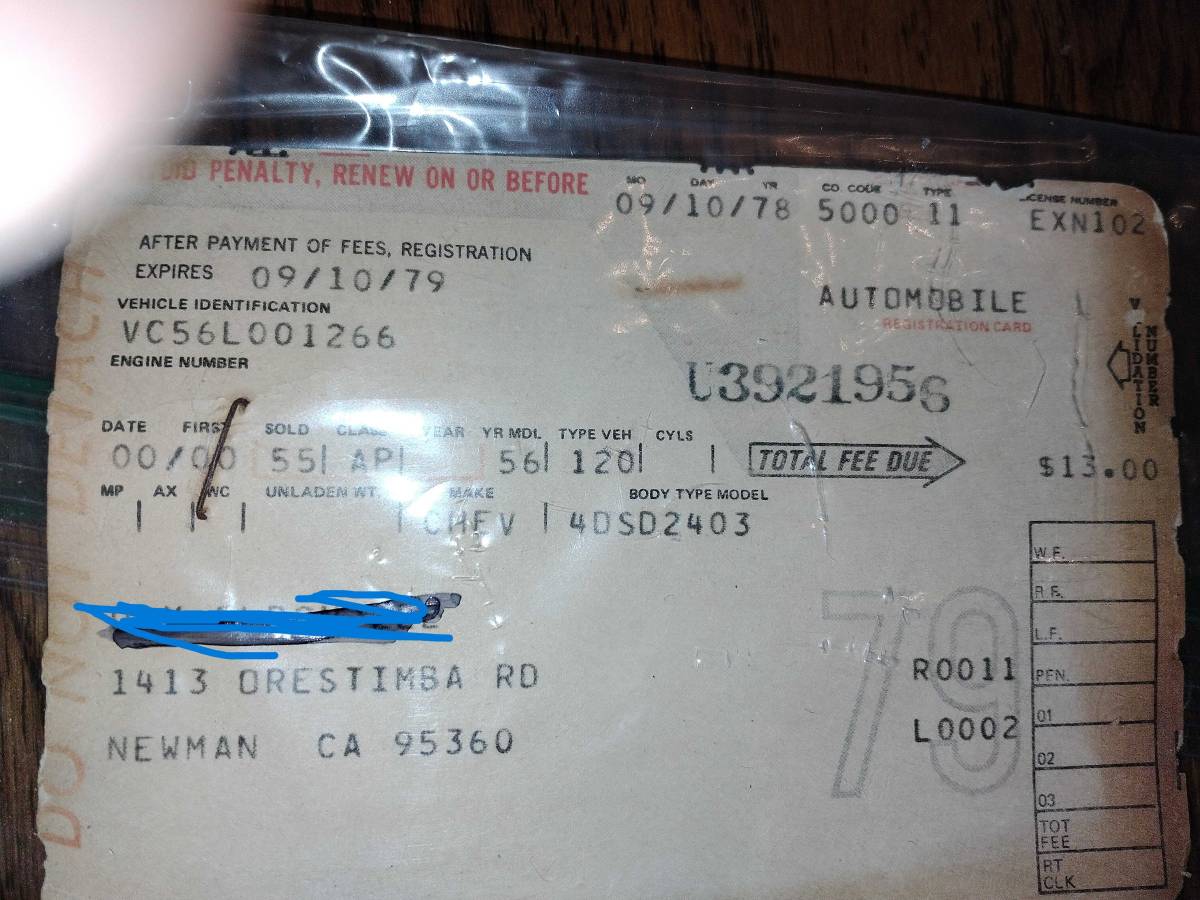 PENALTY, RENEW ON OR BEFORE
MO DAY YR CO. CODE TYPE LICENSE NUMBER
09/10/78 5000 11 EXN102
AFTER PAYMENT OF FEES, REGISTRATION
EXPIRES 09/10/79
AUTOMOBILE
REGISTRATION CARD
VEHICLE IDENTIFICATION
VC56L001266
ENGINE NUMBER
VALIDATION
NUMBER
U3921956
DATE FIRST SOLD CLASS YEAR YR MDL TYPE VEH CYLS
00/00 55| AP| 56| 120| | TOTAL FEE DUE $13.00
MP AX WC UNLADEN WT. MAKE BODY TYPE MODEL
| | | | CHEV | 4DSD2403
1413 ORESTIMBA RD
NEWMAN CA 95360
79
R0011
L0002
W.F.
R.F.
L.F.
PEN.
01
02
03
TOT
FEE
RT
CLK
DO NOT DETACH